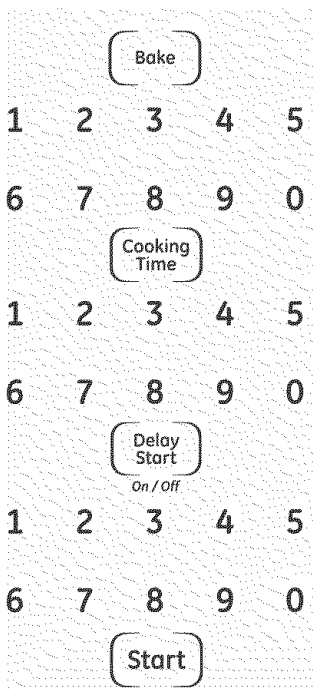 Bake
1 2 3 4 5
6 7 8 9 0
Cooking
Time
1 2 3 4 5
6 7 8 9 0
Delay
Start
On / Off
1 2 3 4 5
6 7 8 9 0
Start